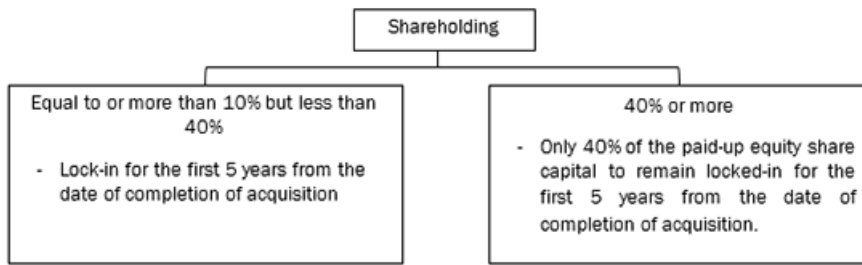 Shareholding
Equal to or more than 10% but less than
40%
- Lock-in for the first 5 years from the
date of completion of acquisition
40% or more
- Only 40% of the paid-up equity share
capital to remain locked-in for the
first 5 years from the date of
completion of acquisition.